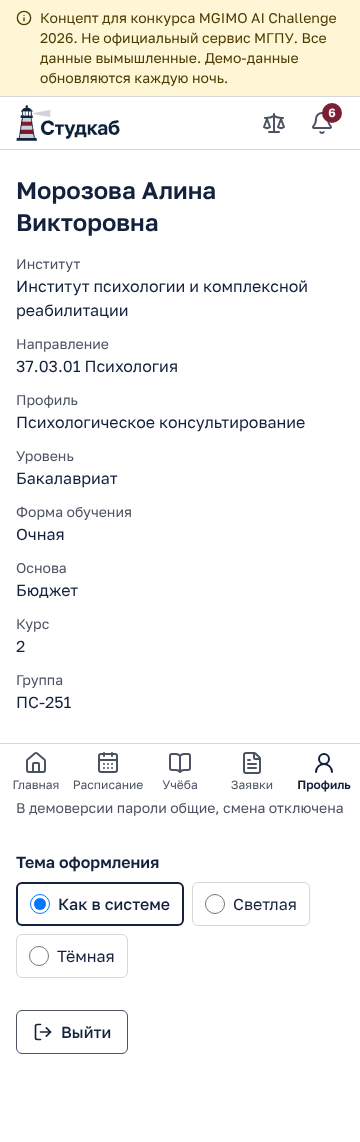 Концепт для конкурса MGIMO AI Challenge
2026. Не официальный сервис МГПУ. Все
данные вымышленные. Демо-данные
обновляются каждую ночь.
Студкаб
6
Морозова Алина
Викторовна
Институт
Институт психологии и комплексной
реабилитации
Направление
37.03.01 Психология
Профиль
Психологическое консультирование
Уровень
Бакалавриат
Форма обучения
Очная
Основа
Бюджет
Курс
2
Группа
ПС-251
Главная Расписание Учёба Заявки Профиль
В демоверсии пароли общие, смена отключена
Тема оформления
Как в системе Светлая
Тёмная
Выйти